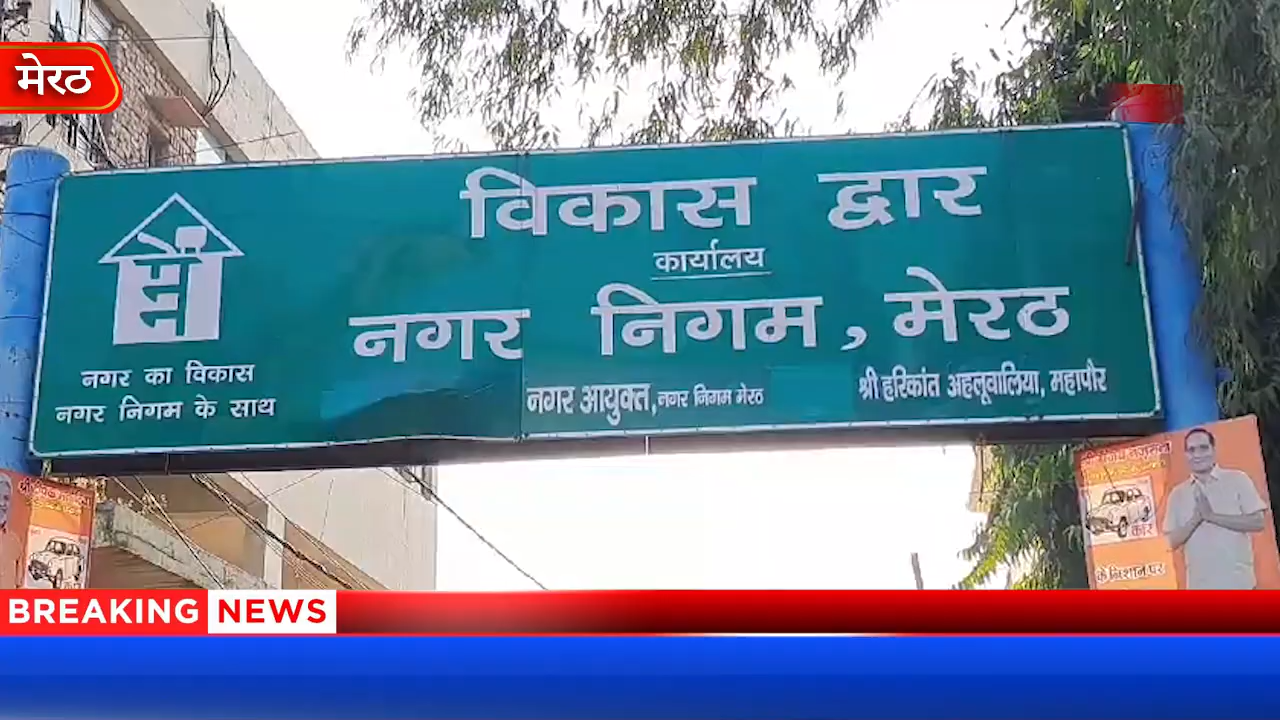 मेरठ
विकास द्वार
कार्यालय
नगर निगम, मेरठ
नगर आयुक्त, नगर निगम मेरठ
श्री हरिकांत अहलूवालिया, महापौर
नगर का विकास
नगर निगम के साथ
कार
के निशान पर
BREAKING NEWS